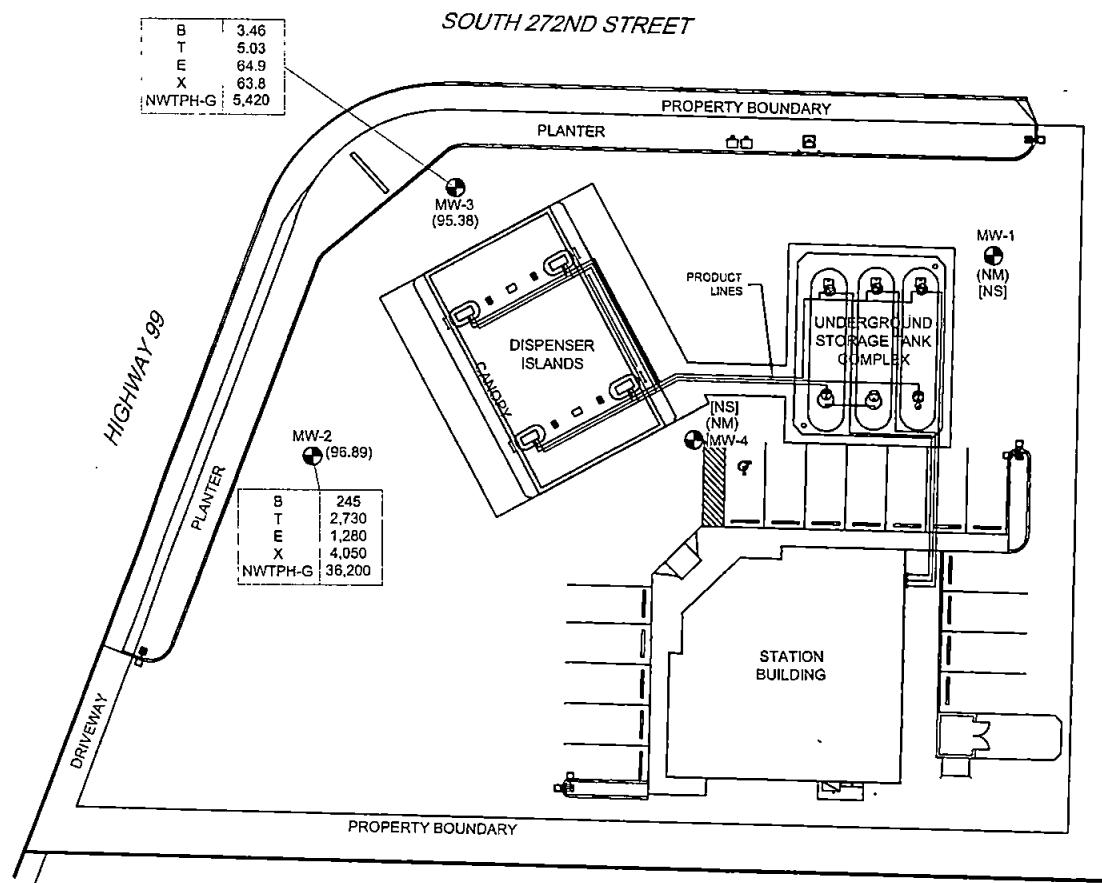 SOUTH 272ND STREET
B 3.46
T 5.03
E 64.9
X 63.8
NWTPH-G 5,420
PROPERTY BOUNDARY
PLANTER
MW-3
(95.38)
MW-1
(NM)
[NS]
PRODUCT
LINES
UNDERGROUND
STORAGE TANK
COMPLEX
DISPENSER
ISLANDS
CANOPY
HIGHWAY 99
[NS]
(NM)
MW-4
MW-2
(96.89)
PLANTER
B 245
T 2,730
E 1,280
X 4,050
NWTPH-G 36,200
STATION
BUILDING
DRIVEWAY
PROPERTY BOUNDARY